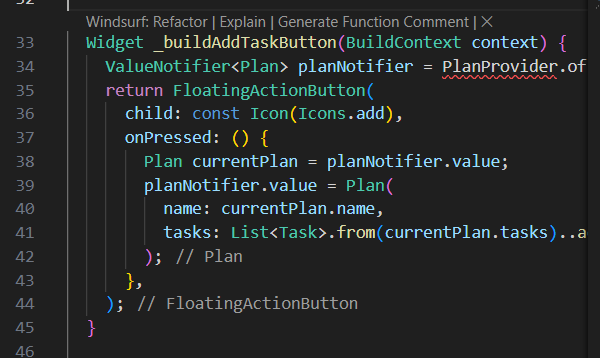 32
Windsurf: Refactor | Explain | Generate Function Comment | ×
33 Widget _buildAddTaskButton(BuildContext context) {
34 ValueNotifier<Plan> planNotifier = PlanProvider.of
35 return FloatingActionButton(
36 child: const Icon(Icons.add),
37 onPressed: () {
38 Plan currentPlan = planNotifier.value;
39 planNotifier.value = Plan(
40 name: currentPlan.name,
41 tasks: List<Task>.from(currentPlan.tasks)..a
42 ); // Plan
43 },
44 ); // FloatingActionButton
45 }
46